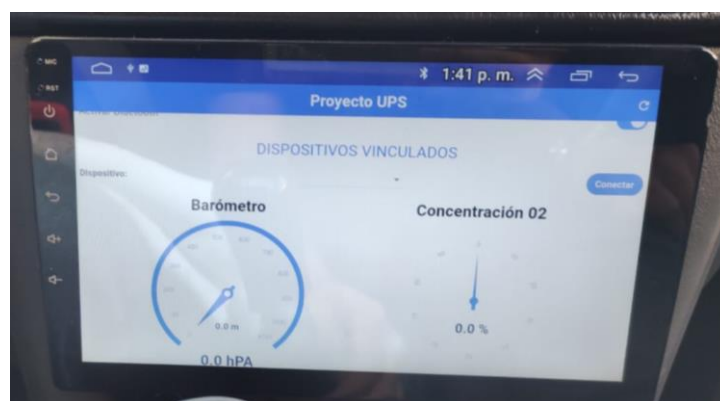 MIC
RST
1:41 p. m.
Proyecto UPS
DISPOSITIVOS VINCULADOS
Dispositivo:
Conectar
Barómetro
Concentración 02
0.0 m
0.0 %
0.0 hPA